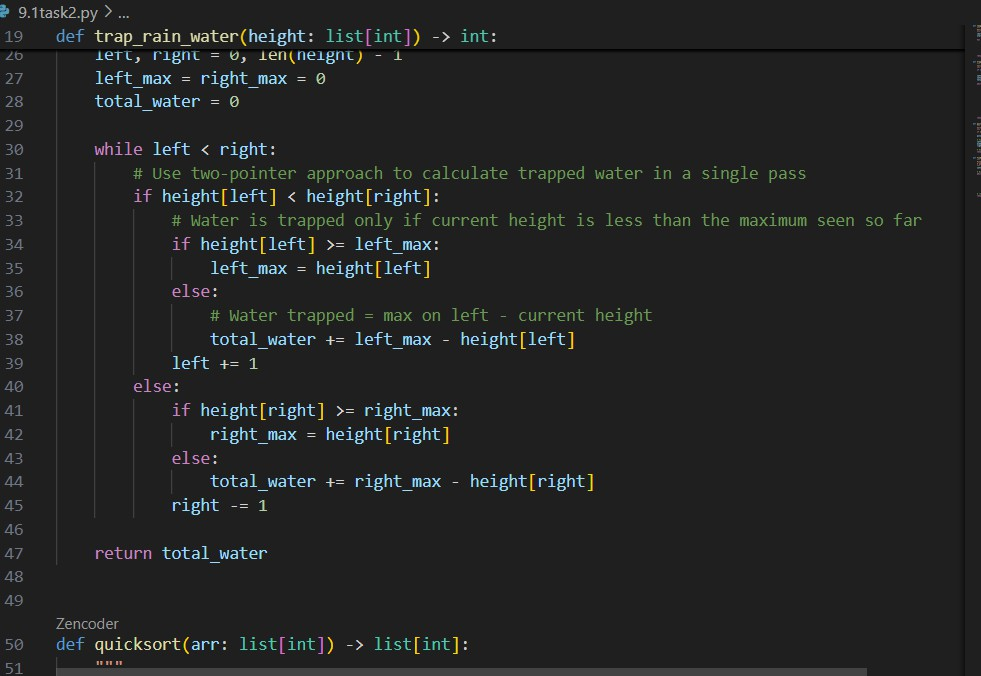 9.1task2.py > ...
19 def trap_rain_water(height: list[int]) -> int:
26 left, right = 0, len(height) - 1
27 left_max = right_max = 0
28 total_water = 0
29
30 while left < right:
31 # Use two-pointer approach to calculate trapped water in a single pass
32 if height[left] < height[right]:
33 # Water is trapped only if current height is less than the maximum seen so far
34 if height[left] >= left_max:
35 left_max = height[left]
36 else:
37 # Water trapped = max on left - current height
38 total_water += left_max - height[left]
39 left += 1
40 else:
41 if height[right] >= right_max:
42 right_max = height[right]
43 else:
44 total_water += right_max - height[right]
45 right -= 1
46
47 return total_water
48
49
Zencoder
50 def quicksort(arr: list[int]) -> list[int]:
51 """